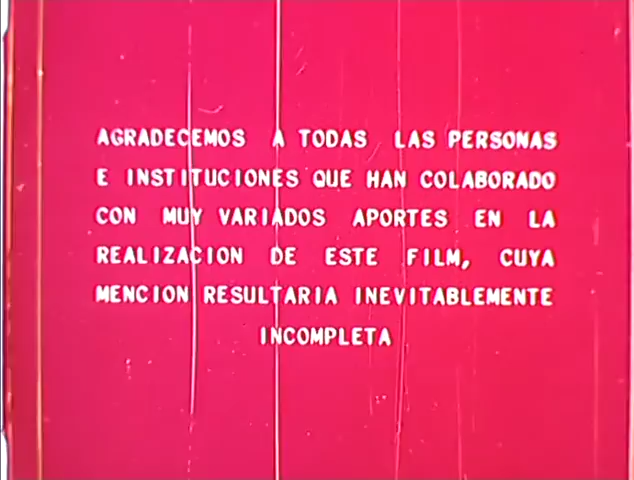 AGRADECEMOS A TODAS LAS PERSONAS
E INSTITUCIONES QUE HAN COLABORADO
CON MUY VARIADOS APORTES EN LA
REALIZACION DE ESTE FILM, CUYA
MENCION RESULTARIA INEVITABLEMENTE
INCOMPLETA